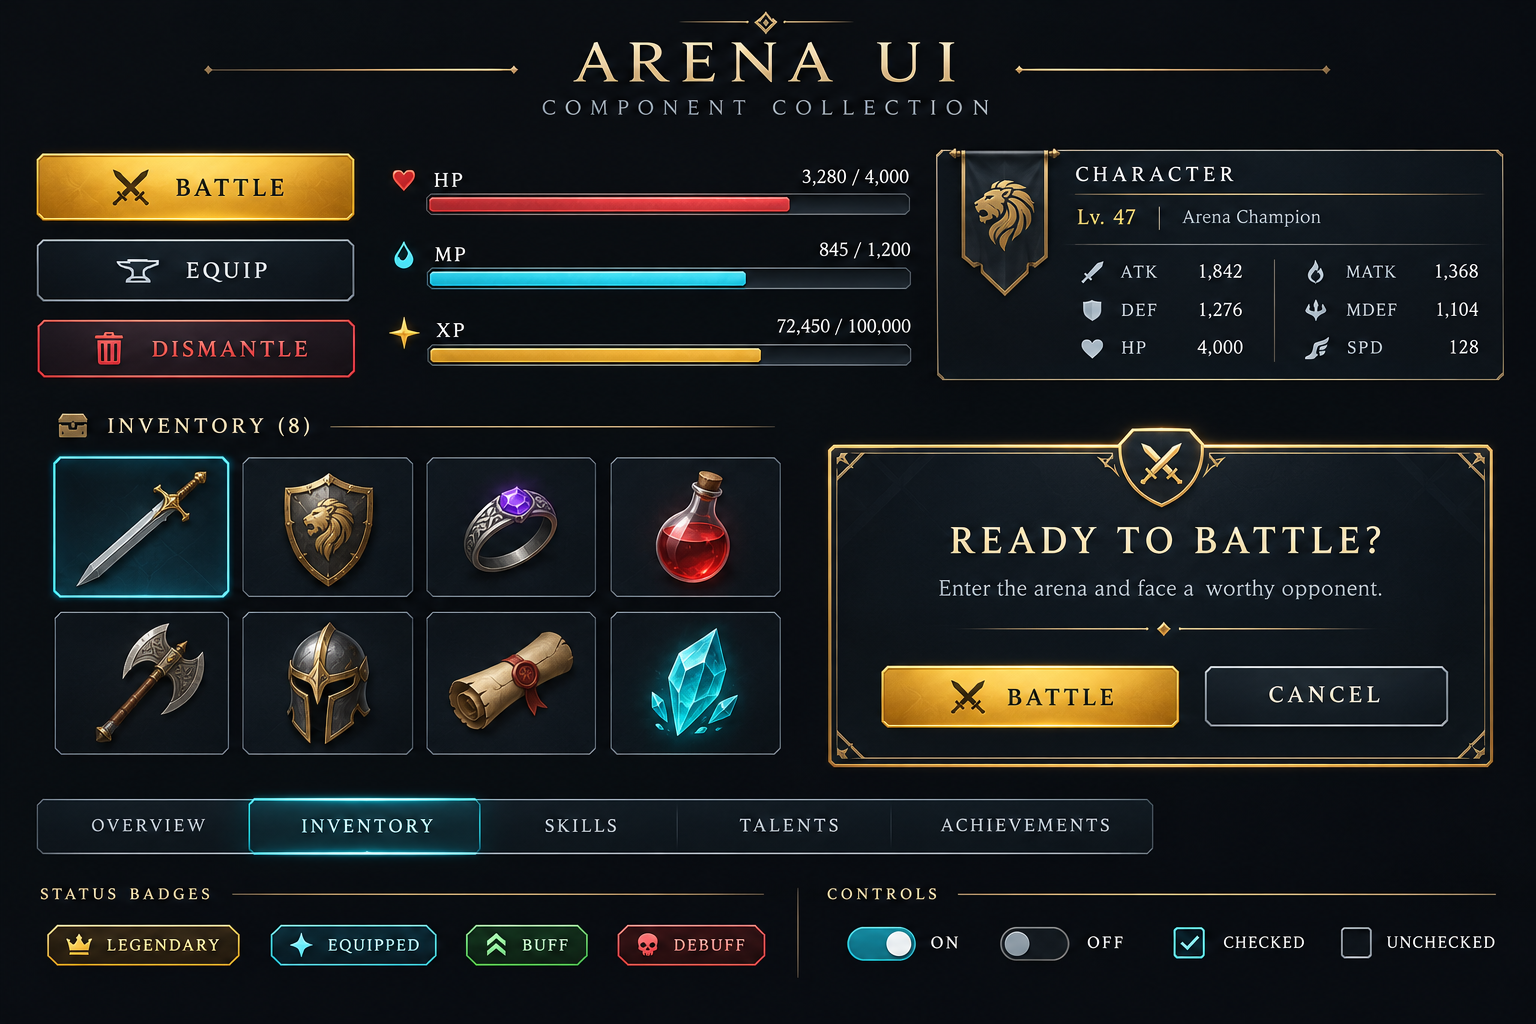 ARENA UI
COMPONENT COLLECTION
BATTLE
EQUIP
DISMANTLE
HP 3,280 / 4,000
MP 845 / 1,200
XP 72,450 / 100,000
CHARACTER
Lv. 47 Arena Champion
ATK 1,842 MATK 1,368
DEF 1,276 MDEF 1,104
HP 4,000 SPD 128
INVENTORY (8)
READY TO BATTLE?
Enter the arena and face a worthy opponent.
BATTLE CANCEL
OVERVIEW INVENTORY SKILLS TALENTS ACHIEVEMENTS
STATUS BADGES
LEGENDARY EQUIPPED BUFF DEBUFF
CONTROLS
ON OFF CHECKED UNCHECKED